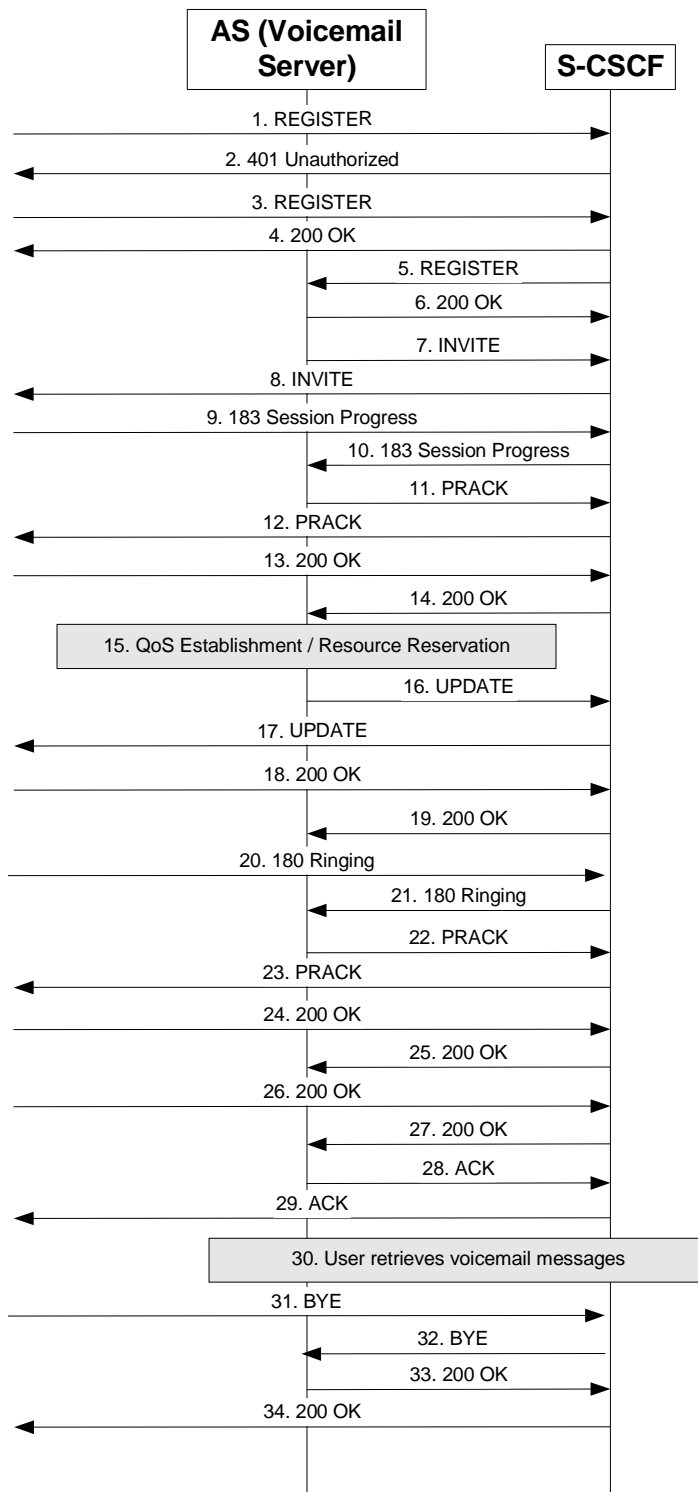 AS (Voicemail
Server)
S-CSCF
1. REGISTER
2. 401 Unauthorized
3. REGISTER
4. 200 OK
5. REGISTER
6. 200 OK
7. INVITE
8. INVITE
9. 183 Session Progress
10. 183 Session Progress
11. PRACK
12. PRACK
13. 200 OK
14. 200 OK
15. QoS Establishment / Resource Reservation
16. UPDATE
17. UPDATE
18. 200 OK
19. 200 OK
20. 180 Ringing
21. 180 Ringing
22. PRACK
23. PRACK
24. 200 OK
25. 200 OK
26. 200 OK
27. 200 OK
28. ACK
29. ACK
30. User retrieves voicemail messages
31. BYE
32. BYE
33. 200 OK
34. 200 OK